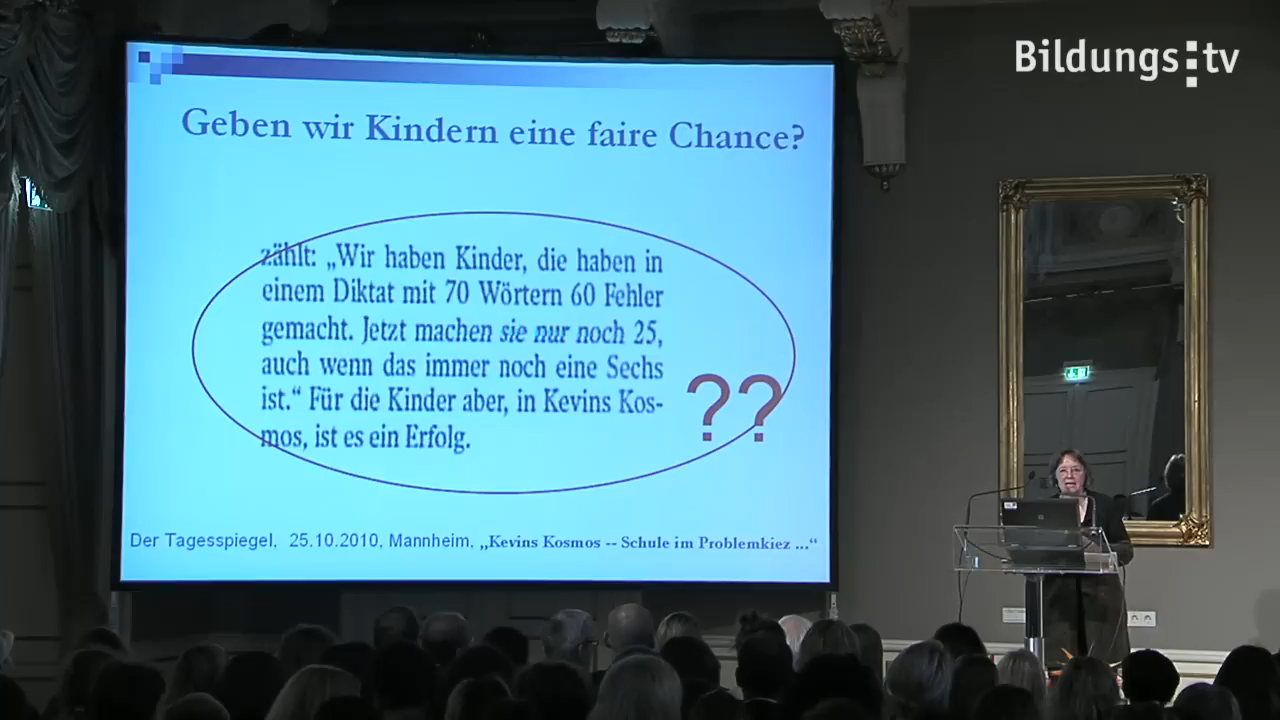 Bildungs:tv
Geben wir Kindern eine faire Chance?
zählt: „Wir haben Kinder, die haben in
einem Diktat mit 70 Wörtern 60 Fehler
gemacht. Jetzt machen sie nur noch 25,
auch wenn das immer noch eine Sechs
ist.“ Für die Kinder aber, in Kevins Kos-
mos, ist es ein Erfolg.
??
Der Tagesspiegel, 25.10.2010, Mannheim, „Kevins Kosmos -- Schule im Problemkiez ...“